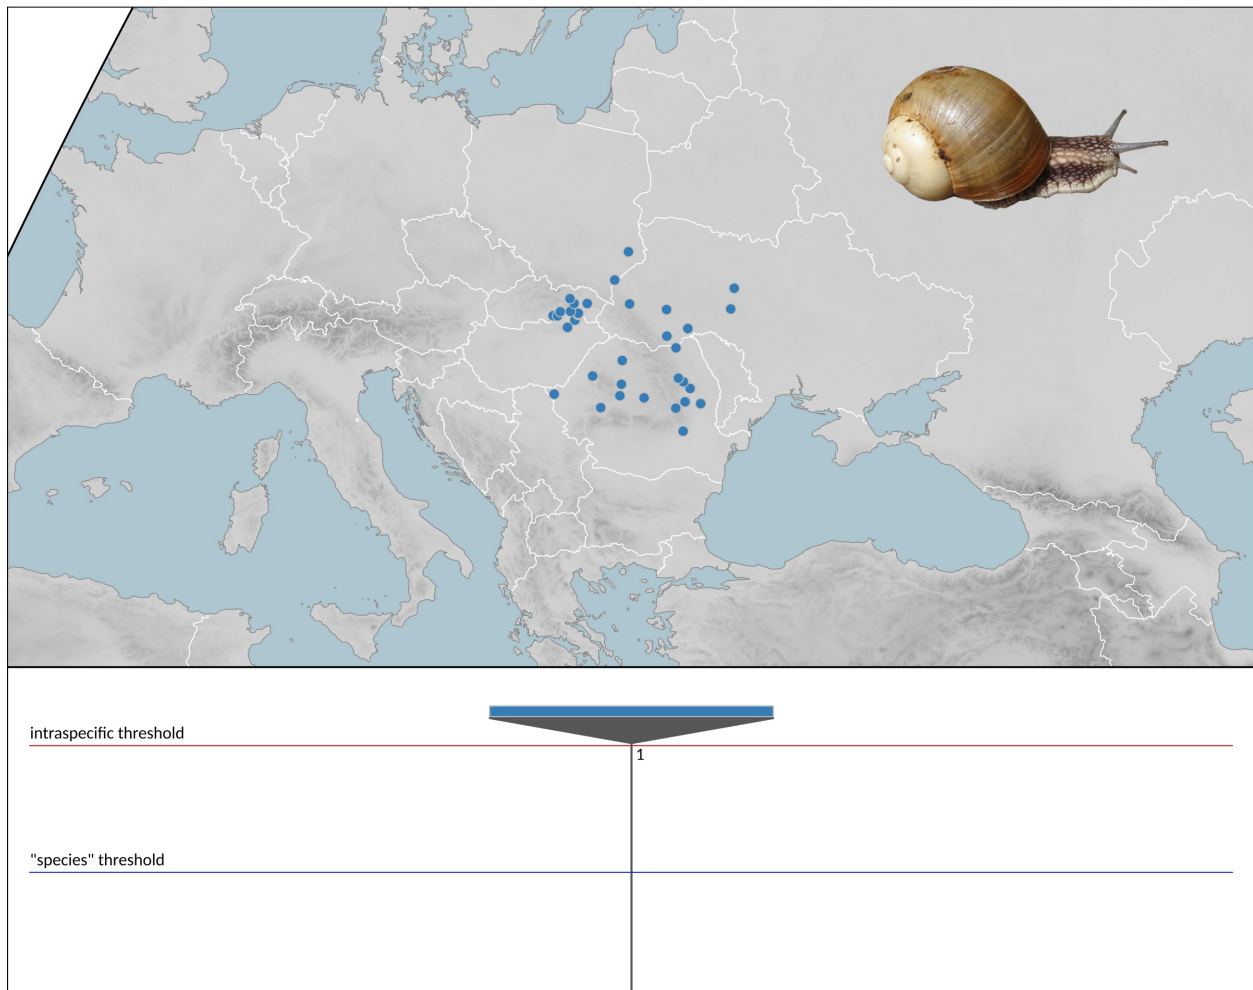 intraspecific threshold
1
"species" threshold